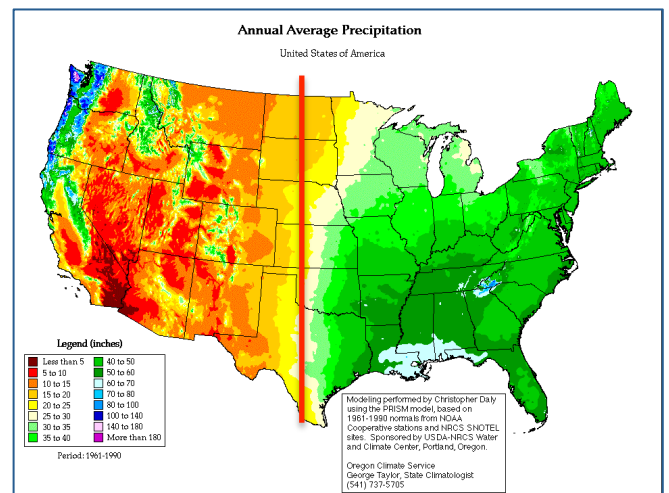 Annual Average Precipitation
United States of America
Legend (inches)
Less than 5
5 to 10
10 to 15
15 to 20
20 to 25
25 to 30
30 to 35
35 to 40
40 to 50
50 to 60
60 to 70
70 to 80
80 to 100
100 to 140
140 to 180
More than 180
Period: 1961-1990
Modeling performed by Christopher Daly
using the PRISM model, based on
1961-1990 normals from NOAA
Cooperative stations and NRCS SNOTEL
sites. Sponsored by USDA-NRCS Water
and Climate Center, Portland, Oregon.
Oregon Climate Service
George Taylor, State Climatologist
(541) 737-5705